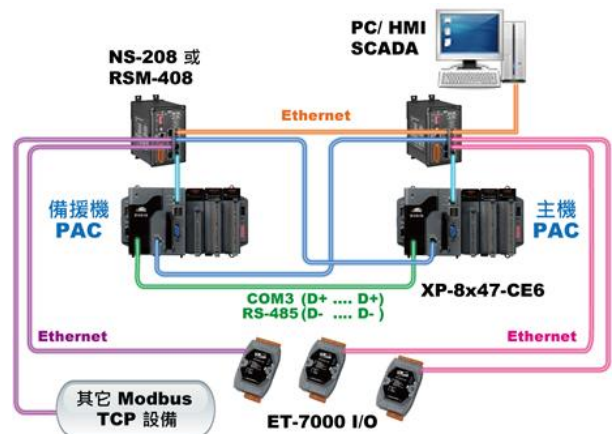 NS-208 或
RSM-408
PC/ HMI
SCADA
Ethernet
備援機
PAC
主機
PAC
XP-8x47-CE6
COM3 (D+ .... D+)
RS-485 (D- .... D- )
Ethernet
Ethernet
其它 Modbus
TCP 設備
ET-7000 I/O